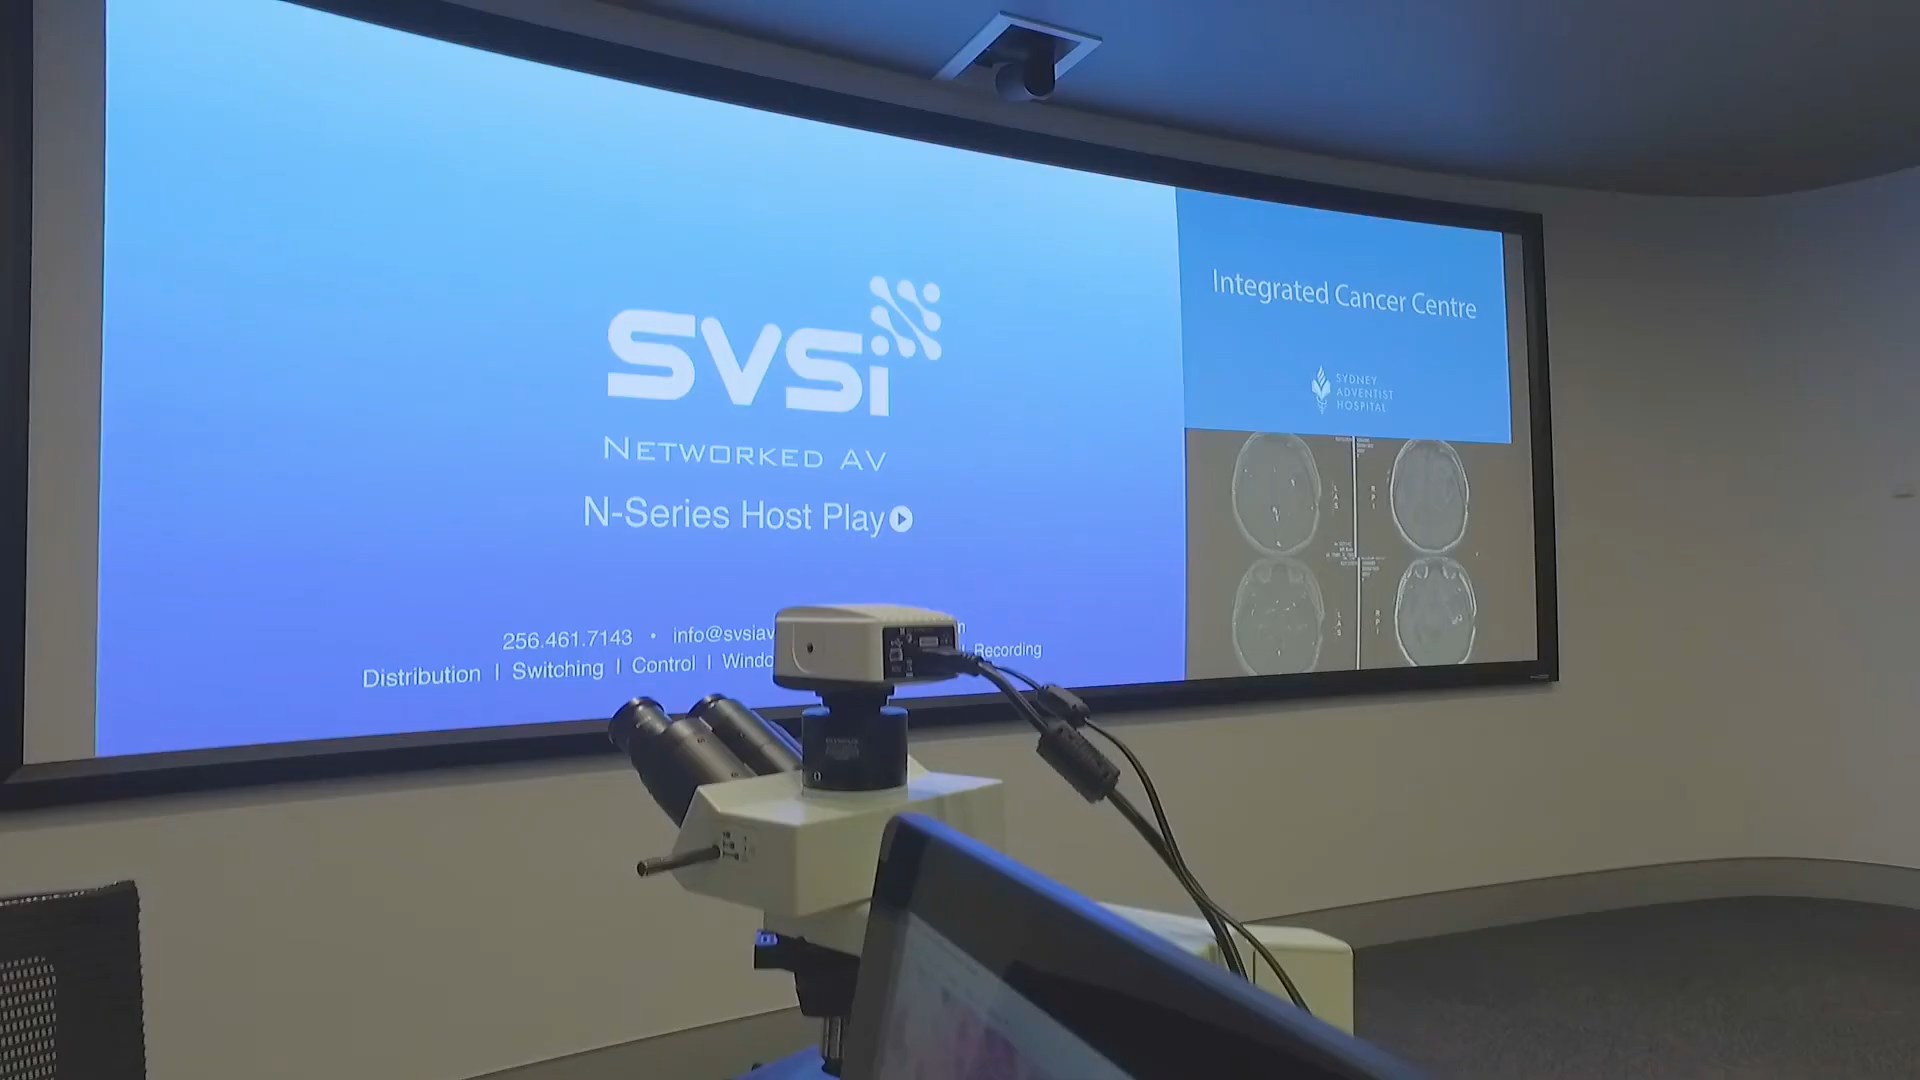 SVSi
NETWORKED AV
N-Series Host Play
256.461.7143 • info@svsiav
Distribution | Switching | Control | Recording
Integrated Cancer Centre
SYDNEY
ADVENTIST
HOSPITAL
L
A
S
R
P
I
L
A
S
R
P
I
OLYMPUS